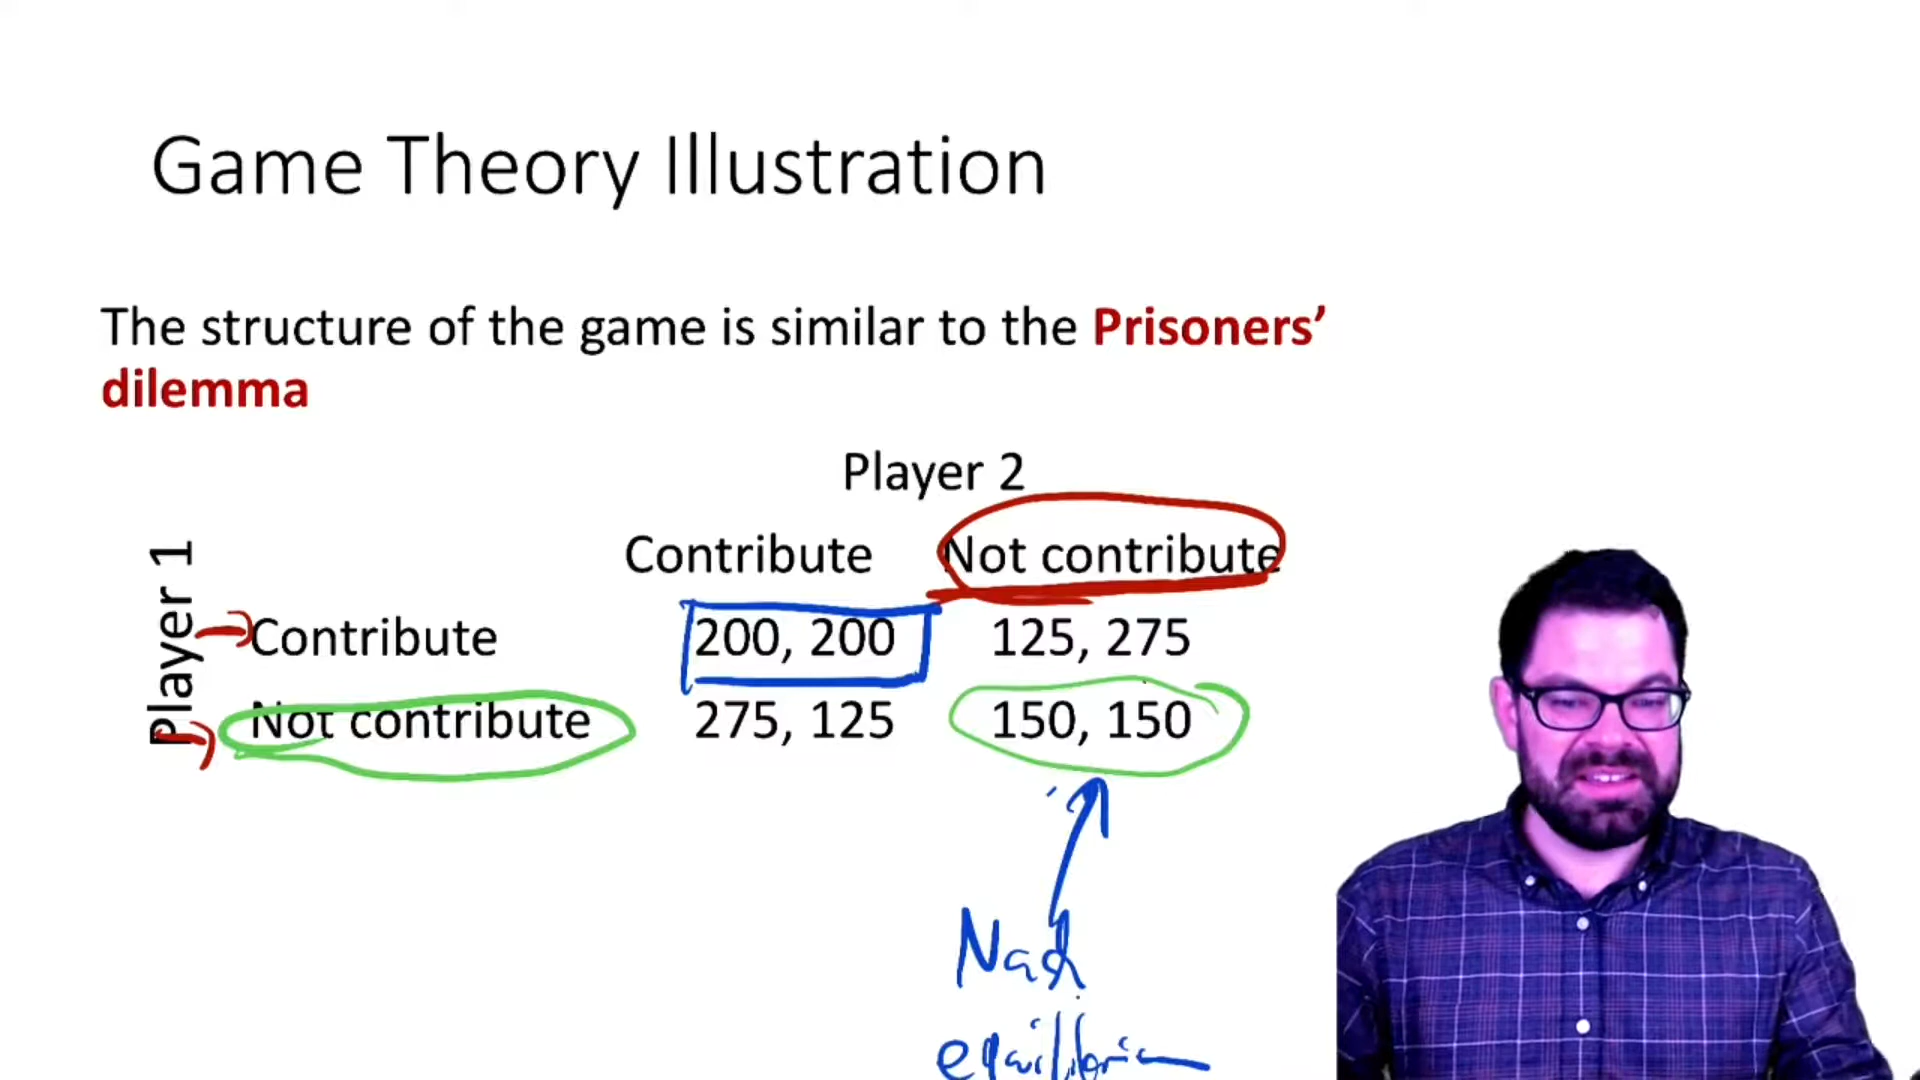 Game Theory Illustration
The structure of the game is similar to the Prisoners’
dilemma
Player 2
Contribute Not contribute
Player 1
Contribute 200, 200 125, 275
Not contribute 275, 125 150, 150
Nash
equilibrium